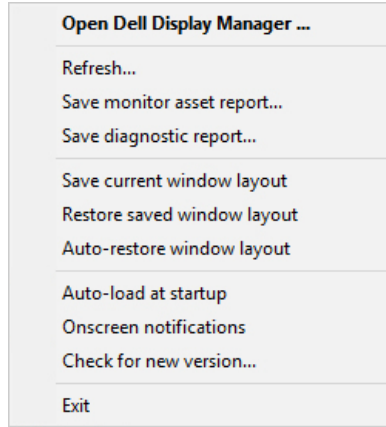 Open Dell Display Manager ...
Refresh...
Save monitor asset report...
Save diagnostic report...
Save current window layout
Restore saved window layout
Auto-restore window layout
Auto-load at startup
Onscreen notifications
Check for new version...
Exit